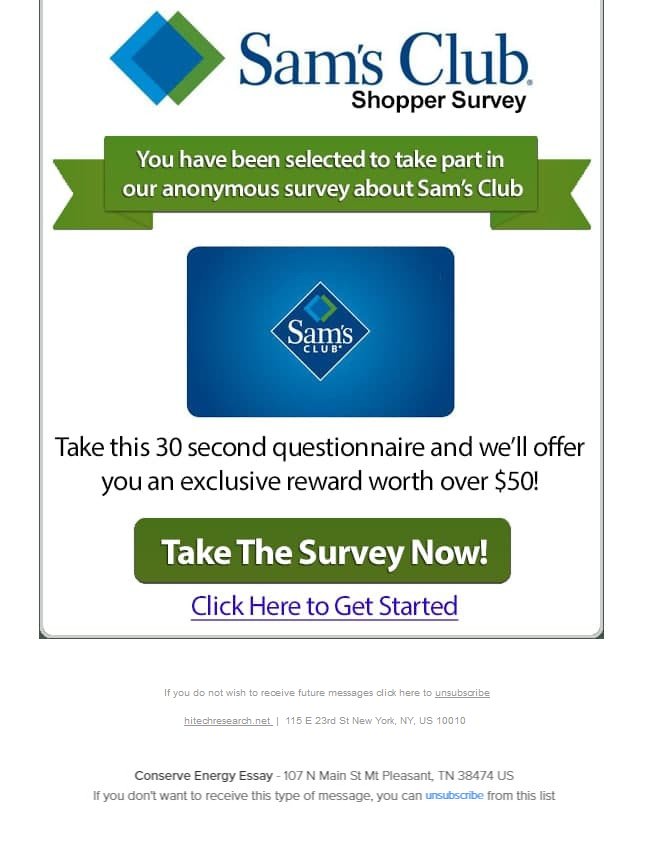 Sam's Club®
Shopper Survey
You have been selected to take part in
our anonymous survey about Sam's Club
Sam's
CLUB®
Take this 30 second questionnaire and we'll offer
you an exclusive reward worth over $50!
Take The Survey Now!
Click Here to Get Started
If you do not wish to receive future messages click here to unsubscribe
hitechresearch.net | 115 E 23rd St New York, NY, US 10010
Conserve Energy Essay - 107 N Main St Mt Pleasant, TN 38474 US
If you don't want to receive this type of message, you can unsubscribe from this list